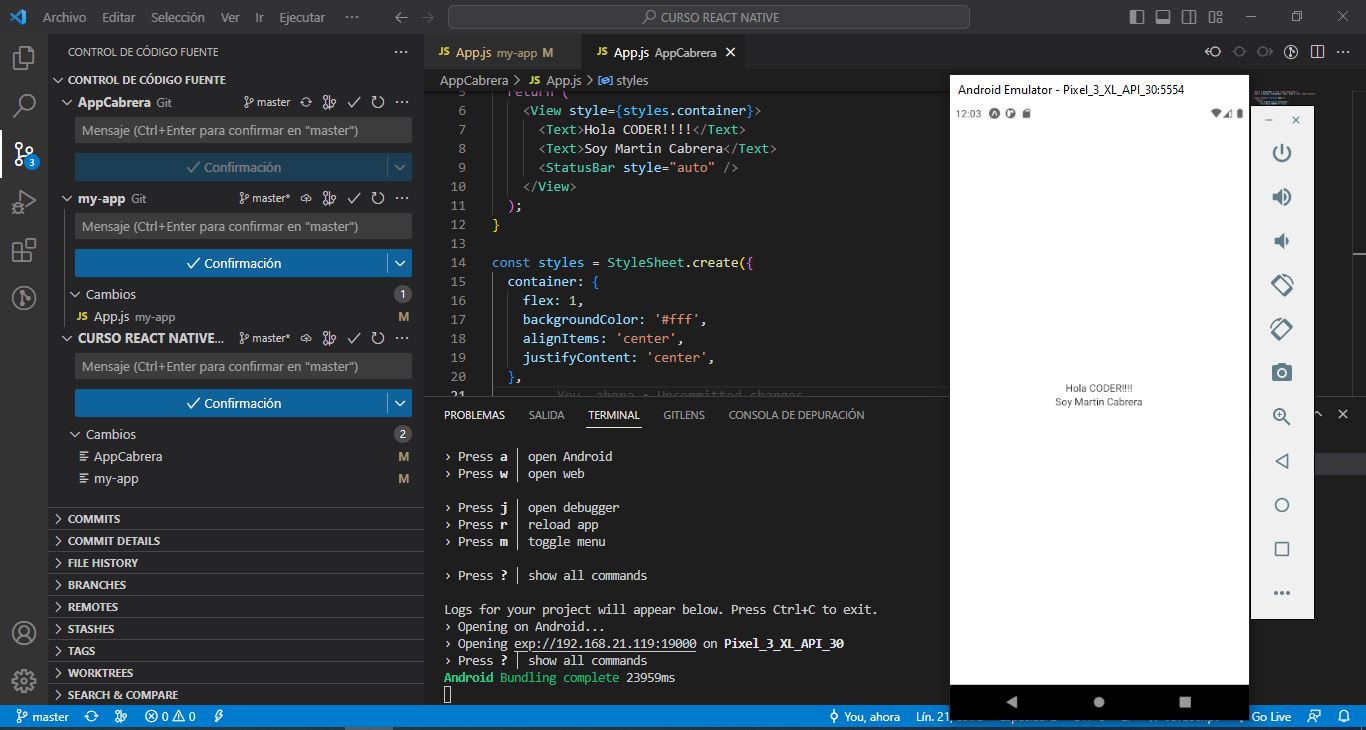 Archivo Editar Selección Ver Ir Ejecutar ···
CURSO REACT NATIVE
CONTROL DE CÓDIGO FUENTE
CONTROL DE CÓDIGO FUENTE
AppCabrera Git master
Mensaje (Ctrl+Enter para confirmar en "master")
Confirmación
my-app Git master*
Mensaje (Ctrl+Enter para confirmar en "master")
Confirmación
Cambios 1
JS App.js my-app M
CURSO REACT NATIVE... master*
Mensaje (Ctrl+Enter para confirmar en "master")
Confirmación
Cambios 2
AppCabrera M
my-app M
COMMITS
COMMIT DETAILS
FILE HISTORY
BRANCHES
REMOTES
STASHES
TAGS
WORKTREES
SEARCH & COMPARE
3
JS App.js my-app M
JS App.js AppCabrera
AppCabrera > JS App.js > styles
5 return (
6 <View style={styles.container}>
7 <Text>Hola CODER!!!!</Text>
8 <Text>Soy Martin Cabrera</Text>
9 <StatusBar style="auto" />
10 </View>
11 );
12 }
13
14 const styles = StyleSheet.create({
15 container: {
16 flex: 1,
17 backgroundColor: '#fff',
18 alignItems: 'center',
19 justifyContent: 'center',
20 },
21 You, ahora • Uncommitted changes
PROBLEMAS SALIDA TERMINAL GITLENS CONSOLA DE DEPURACIÓN
› Press a │ open Android
› Press w │ open web
› Press j │ open debugger
› Press r │ reload app
› Press m │ toggle menu
› Press ? │ show all commands
Logs for your project will appear below. Press Ctrl+C to exit.
› Opening on Android...
› Opening exp://192.168.21.119:19000 on Pixel_3_XL_API_30
› Press ? │ show all commands
Android Bundling complete 23959ms
Android Emulator - Pixel_3_XL_API_30:5554
12:03
Hola CODER!!!!
Soy Martin Cabrera
master 0 0 You, ahora Lín. 21, Go Live